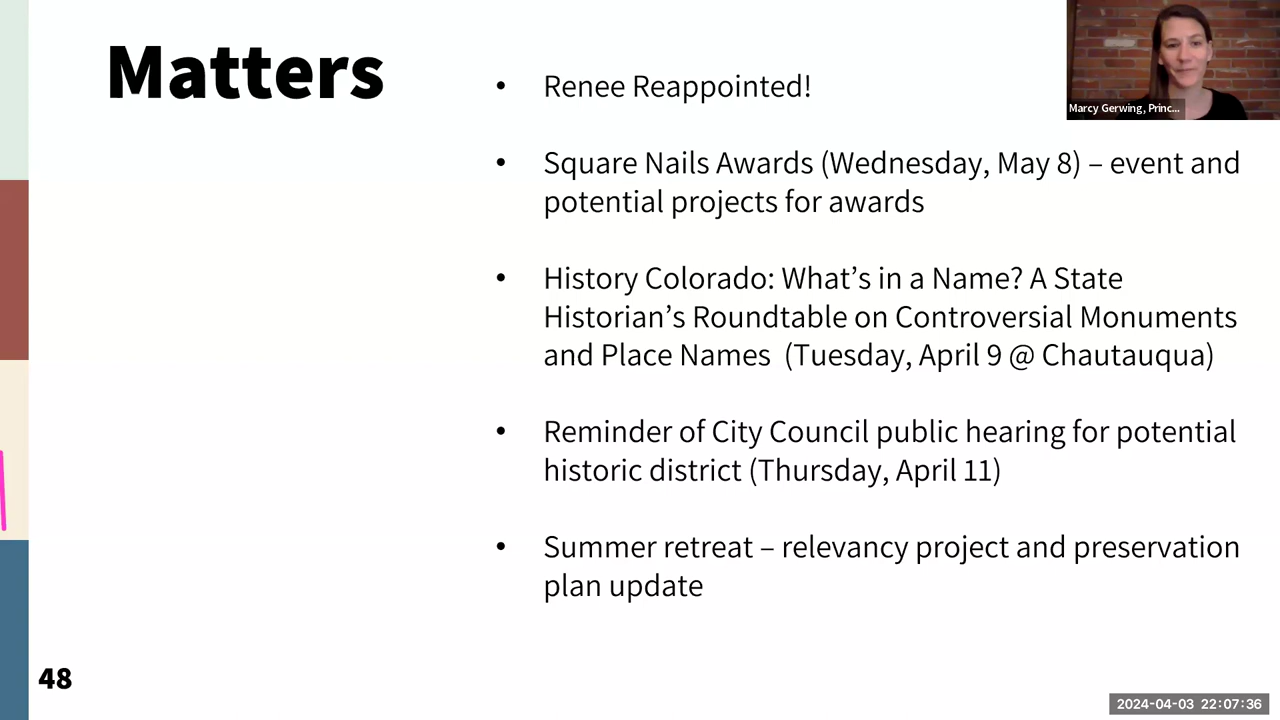 Matters
• Renee Reappointed!
• Square Nails Awards (Wednesday, May 8) – event and
potential projects for awards
• History Colorado: What’s in a Name? A State
Historian’s Roundtable on Controversial Monuments
and Place Names (Tuesday, April 9 @ Chautauqua)
• Reminder of City Council public hearing for potential
historic district (Thursday, April 11)
• Summer retreat – relevancy project and preservation
plan update
48
Marcy Gerwing, Princ...
2024-04-03 22:07:36